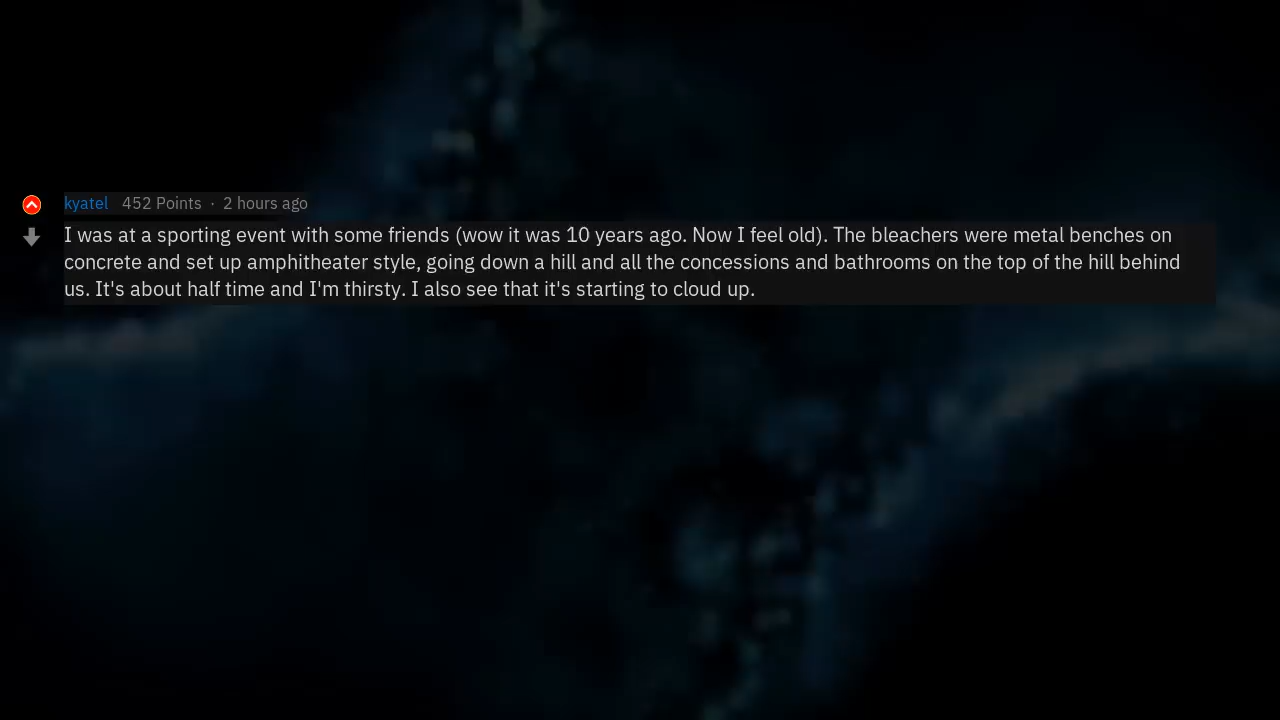 kyatel 452 Points · 2 hours ago
I was at a sporting event with some friends (wow it was 10 years ago. Now I feel old). The bleachers were metal benches on
concrete and set up amphitheater style, going down a hill and all the concessions and bathrooms on the top of the hill behind
us. It's about half time and I'm thirsty. I also see that it's starting to cloud up.